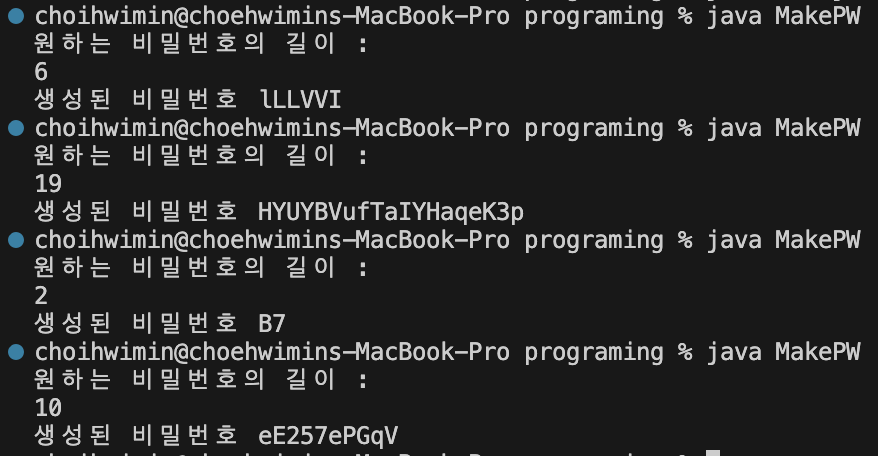 choihwimin@choehwimins-MacBook-Pro programing % java MakePW
원하는 비밀번호의 길이 :
6
생성된 비밀번호 lLLVVI
choihwimin@choehwimins-MacBook-Pro programing % java MakePW
원하는 비밀번호의 길이 :
19
생성된 비밀번호 HYUYBVufTaIYHaqeK3p
choihwimin@choehwimins-MacBook-Pro programing % java MakePW
원하는 비밀번호의 길이 :
2
생성된 비밀번호 B7
choihwimin@choehwimins-MacBook-Pro programing % java MakePW
원하는 비밀번호의 길이 :
10
생성된 비밀번호 eE257ePGqV
choihwimin@choehwimins-MacBook-Pro programing %